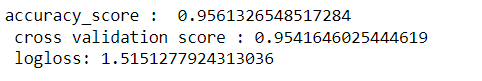 accuracy_score :  0.9561326548517284
 cross validation score : 0.9541646025444619
 logloss: 1.5151277924313036